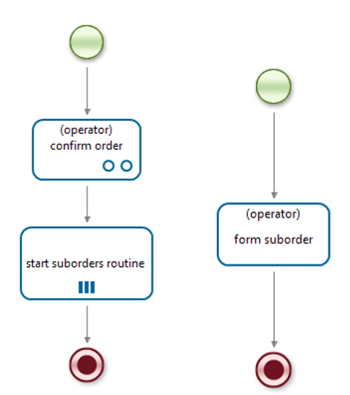 (operator)
confirm order
start suborders routine
(operator)
form suborder